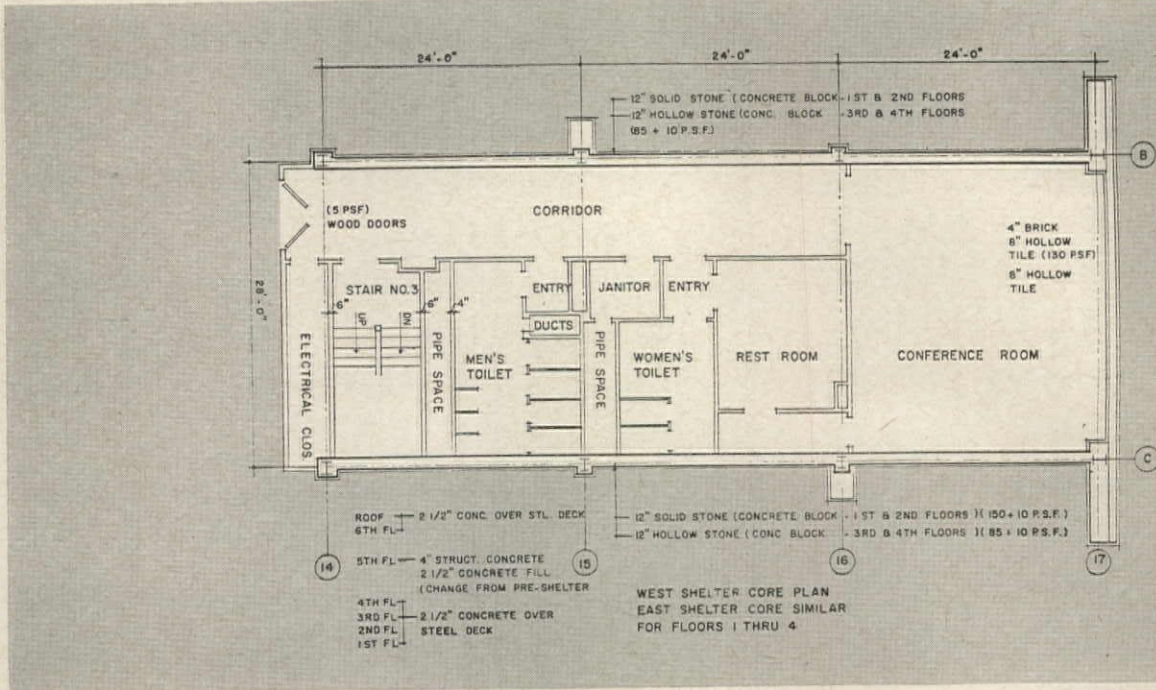 24'-0"
24'-0"
24'-0"
12" SOLID STONE (CONCRETE BLOCK - 1ST & 2ND FLOORS
12" HOLLOW STONE (CONC. BLOCK - 3RD & 4TH FLOORS
(85 + 10 P.S.F.)
B
(5 PSF)
WOOD DOORS
CORRIDOR
4" BRICK
8" HOLLOW
TILE (130 PSF)
8" HOLLOW
TILE
28'-0"
STAIR NO.3
ENTRY
JANITOR
ENTRY
6"
6"
4"
UP
DN
DUCTS
ELECTRICAL CLOS.
PIPE SPACE
MEN'S
TOILET
PIPE SPACE
WOMEN'S
TOILET
REST ROOM
CONFERENCE ROOM
C
ROOF
6TH FL
2 1/2" CONC. OVER STL. DECK
12" SOLID STONE (CONCRETE BLOCK - 1ST & 2ND FLOORS )(150+10 P.S.F.)
12" HOLLOW STONE (CONC BLOCK - 3RD & 4TH FLOORS )(85+10 P.S.F.)
14
15
16
17
5TH FL
4" STRUCT. CONCRETE
2 1/2" CONCRETE FILL
(CHANGE FROM PRE-SHELTER
4TH FL
3RD FL
2ND FL
1ST FL
2 1/2" CONCRETE OVER
STEEL DECK
WEST SHELTER CORE PLAN
EAST SHELTER CORE SIMILAR
FOR FLOORS 1 THRU 4